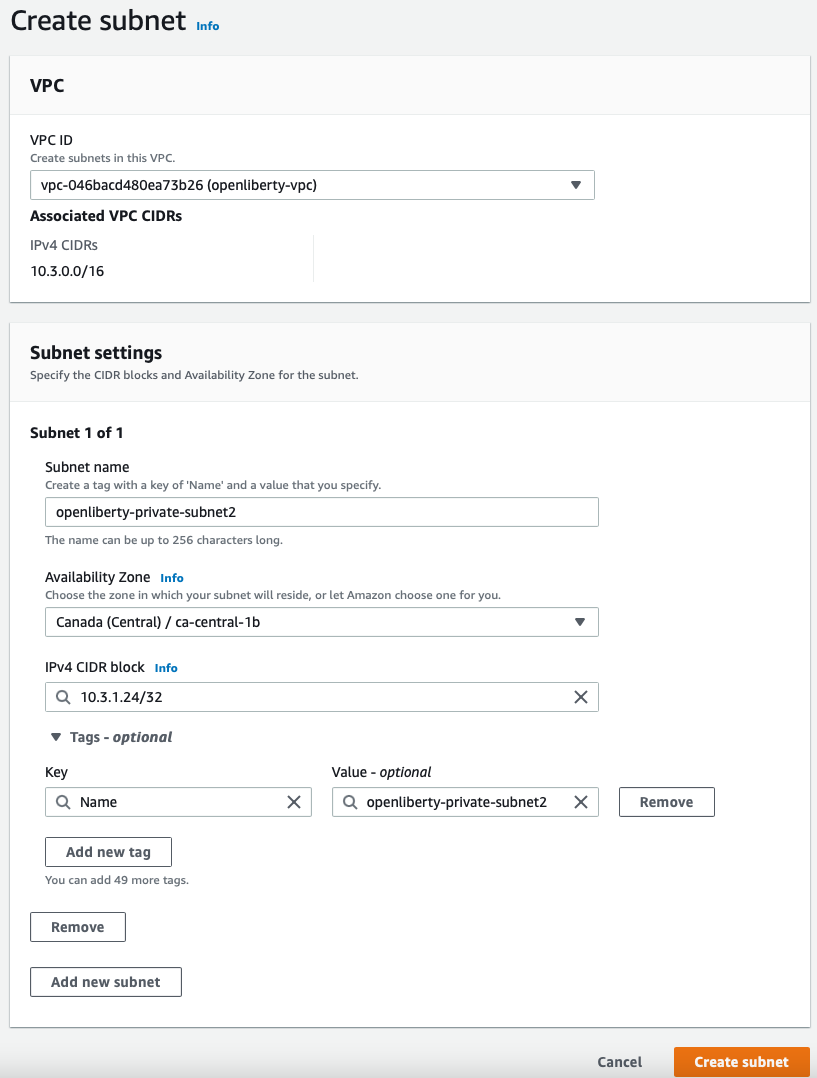 Create subnet Info
VPC
VPC ID
Create subnets in this VPC.
vpc-046bacd480ea73b26 (openliberty-vpc)
Associated VPC CIDRs
IPv4 CIDRs
10.3.0.0/16
Subnet settings
Specify the CIDR blocks and Availability Zone for the subnet.
Subnet 1 of 1
Subnet name
Create a tag with a key of 'Name' and a value that you specify.
openliberty-private-subnet2
The name can be up to 256 characters long.
Availability Zone Info
Choose the zone in which your subnet will reside, or let Amazon choose one for you.
Canada (Central) / ca-central-1b
IPv4 CIDR block Info
10.3.1.24/32
Tags - optional
Key Value - optional
Name openliberty-private-subnet2 Remove
Add new tag
You can add 49 more tags.
Remove
Add new subnet
Cancel Create subnet